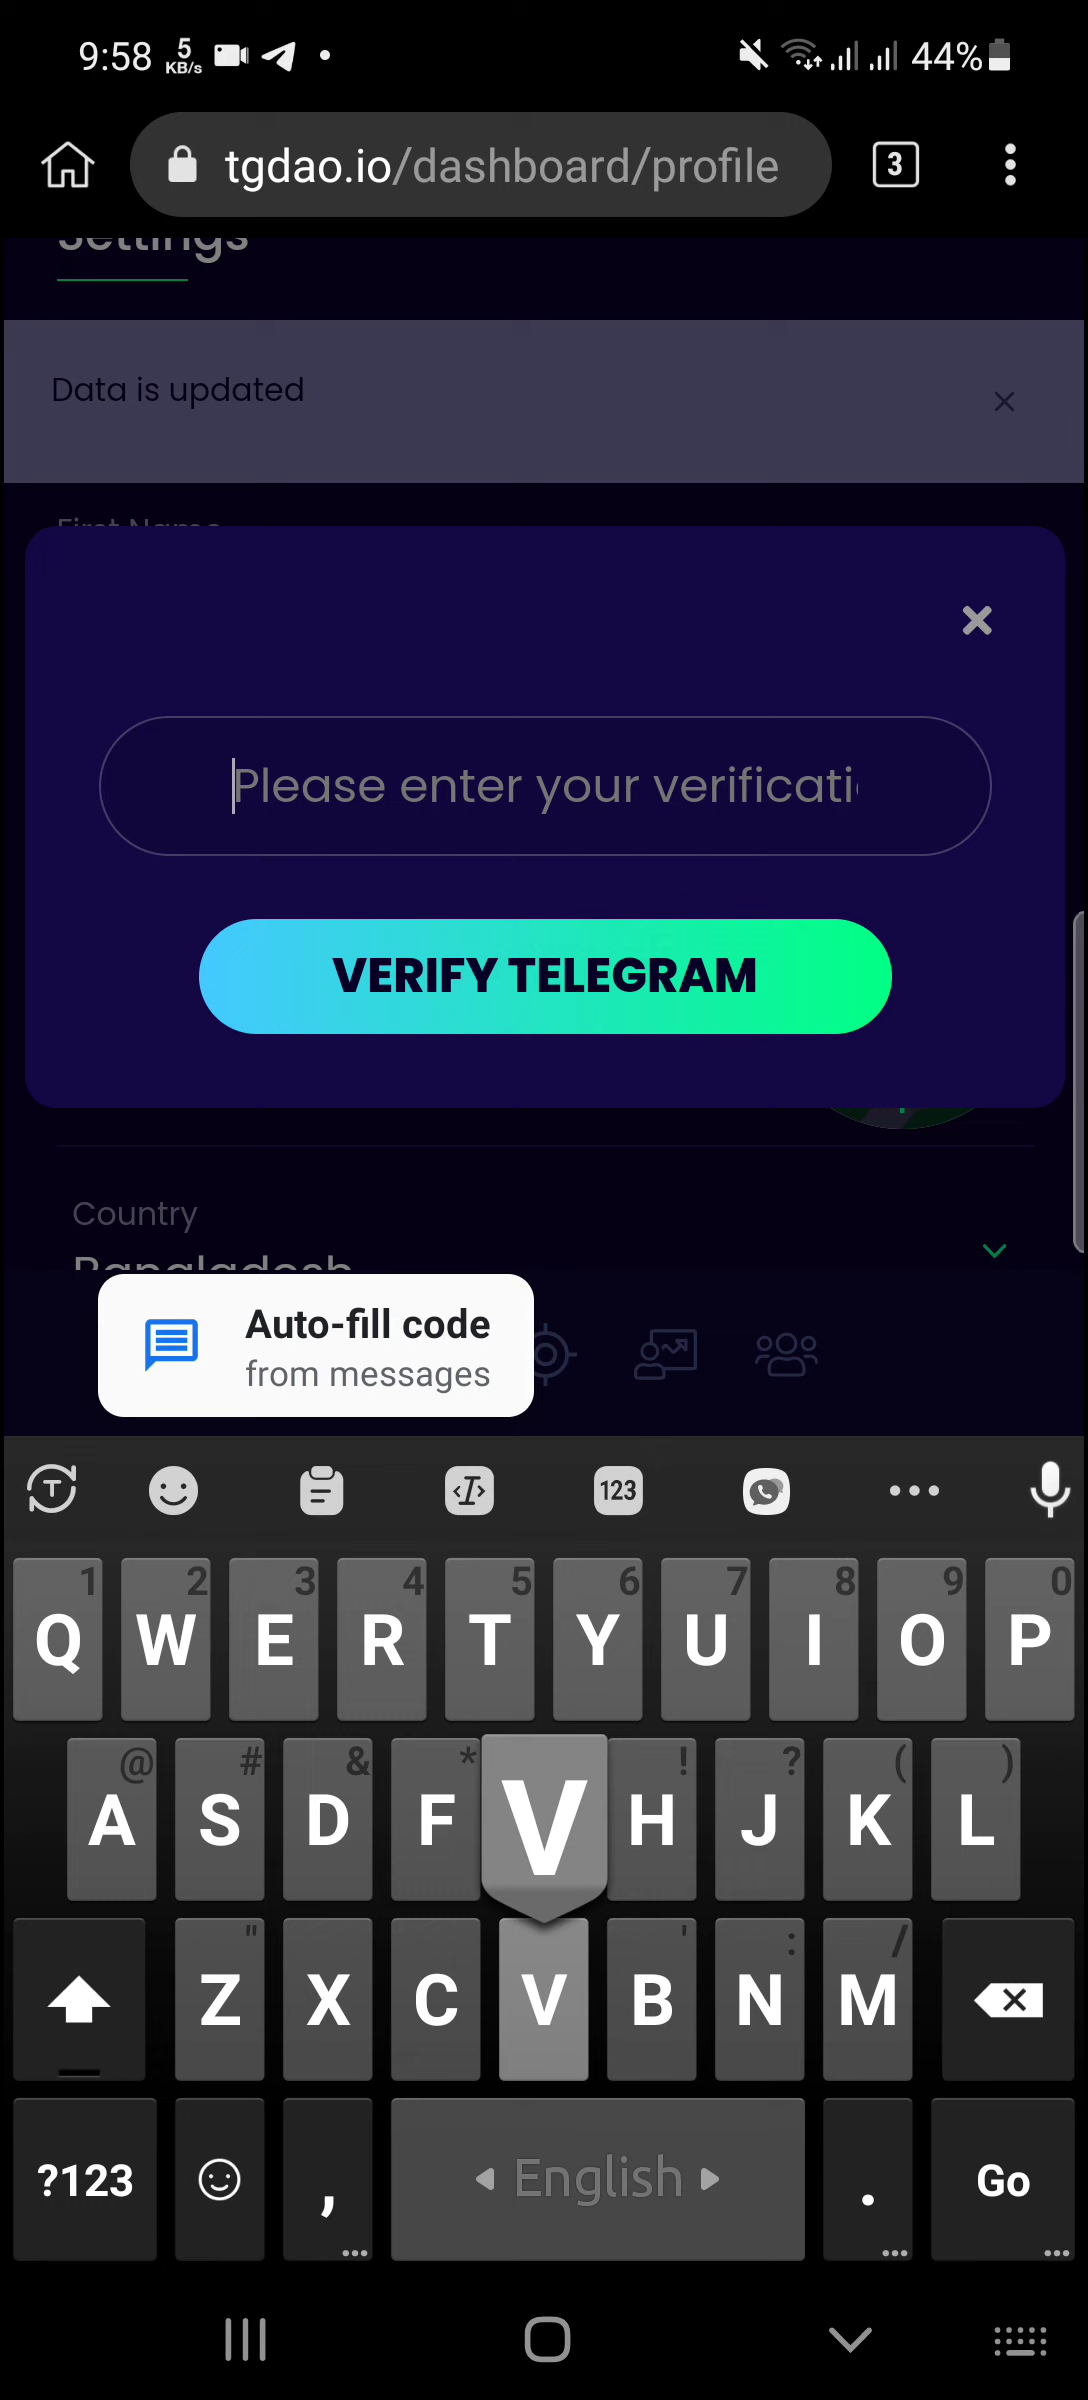 9:58 5 KB/s 44%
tgdao.io/dashboard/profile 3
Settings
Data is updated
First Name
Please enter your verificati
VERIFY TELEGRAM
Country
Bangladesh
Auto-fill code
from messages
T 123
1 2 3 4 5 6 7 8 9 0
Q W E R T Y U I O P
@ # & * ! ? ( )
A S D F V H J K L
" ' : /
Z X C V B N M
?123 , English . Go